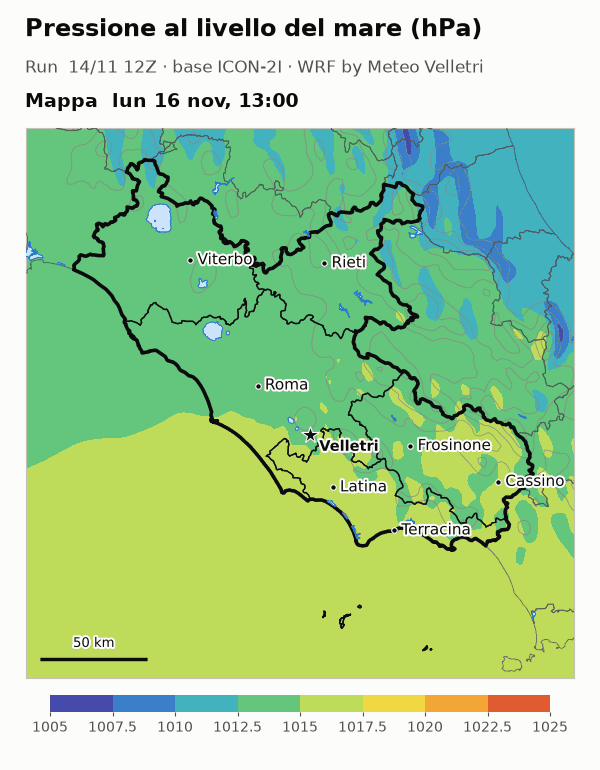 Pressione al livello del mare (hPa)
Run  14/11 12Z · base ICON-2I · WRF by Meteo Velletri
Mappa  lun 16 nov, 13:00
Viterbo
Rieti
Roma
Velletri
Frosinone
Cassino
Latina
Terracina
50 km
1005 1007.5 1010 1012.5 1015 1017.5 1020 1022.5 1025